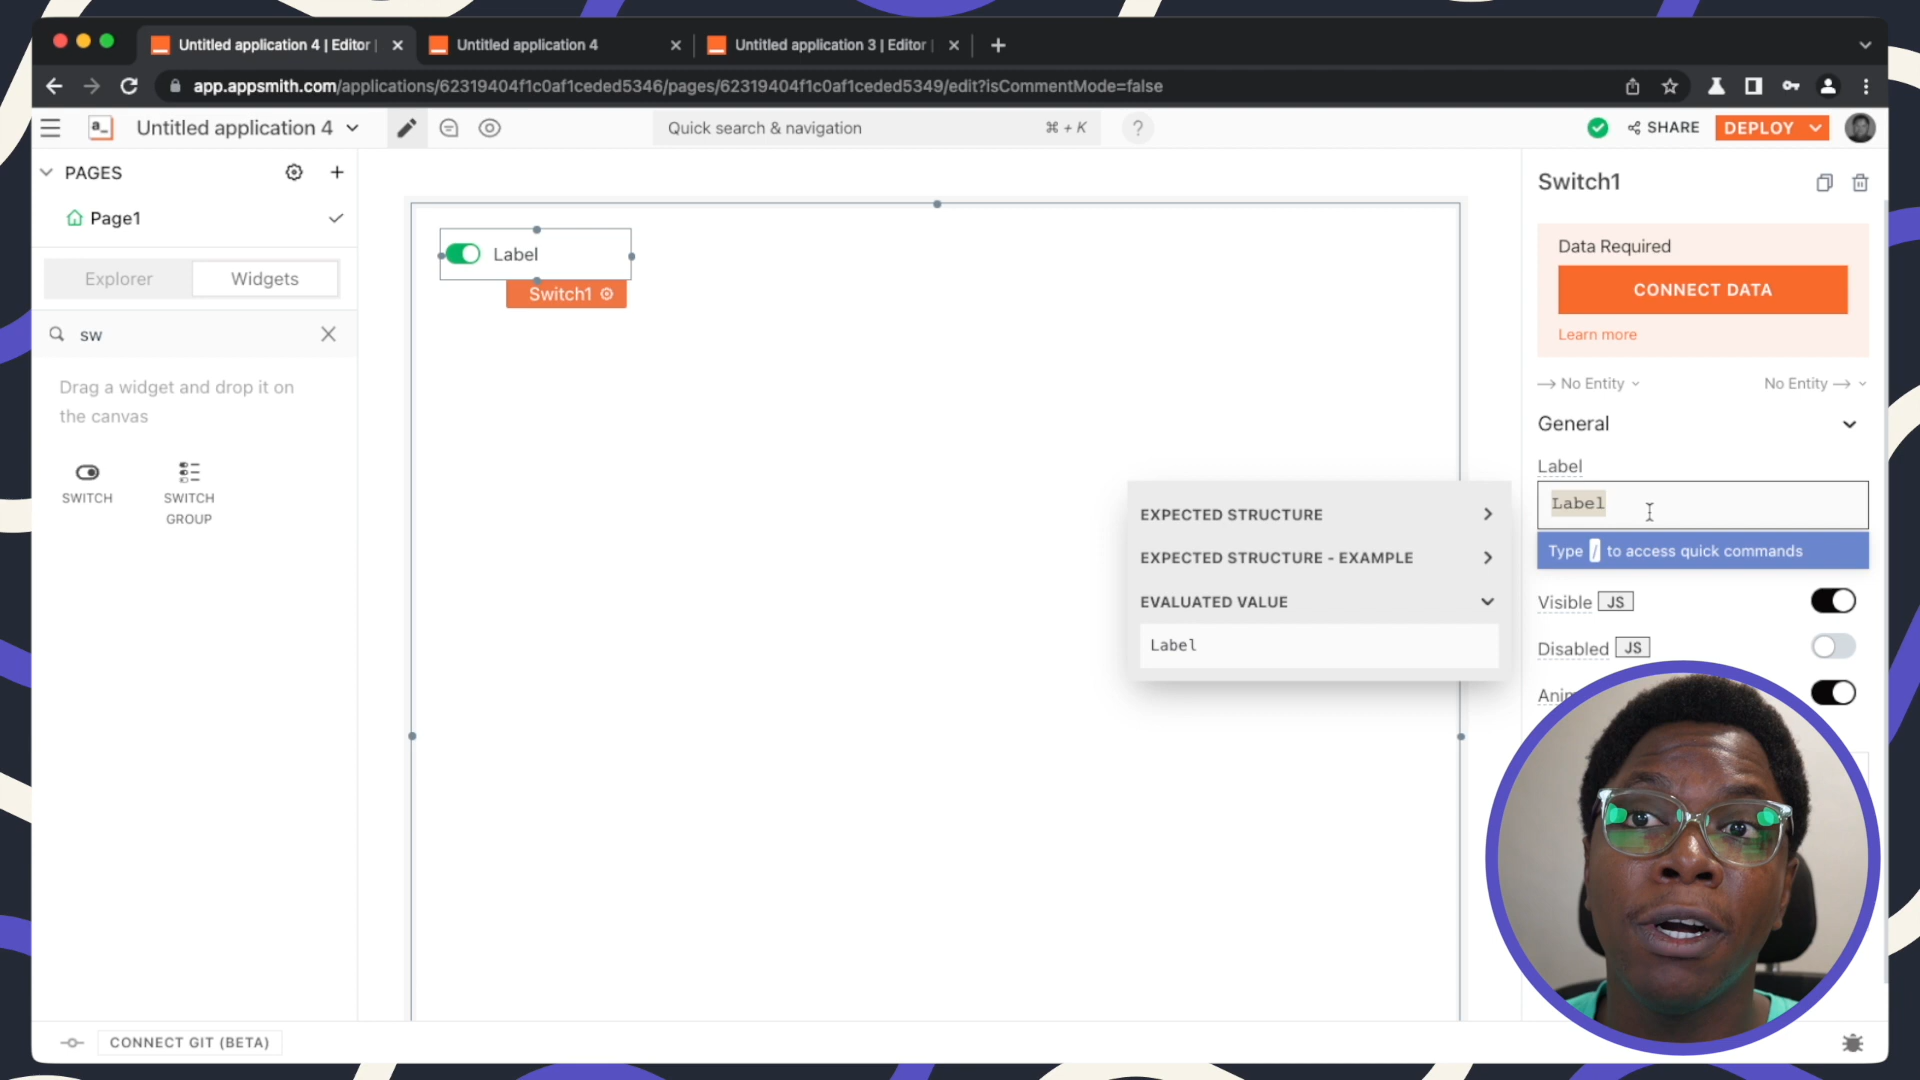 Untitled application 4 | Editor |
Untitled application 4
Untitled application 3 | Editor |
app.appsmith.com/applications/62319404f1c0af1ceded5346/pages/62319404f1c0af1ceded5349/edit?isCommentMode=false
a_
Untitled application 4
Quick search & navigation
⌘ + K
?
SHARE
DEPLOY
PAGES
Page1
Explorer
Widgets
sw
Drag a widget and drop it on
the canvas
SWITCH
SWITCH
GROUP
Label
Switch1
EXPECTED STRUCTURE
EXPECTED STRUCTURE - EXAMPLE
EVALUATED VALUE
Label
Switch1
Data Required
CONNECT DATA
Learn more
No Entity
No Entity
General
Label
Label
Type / to access quick commands
Visible JS
Disabled JS
CONNECT GIT (BETA)